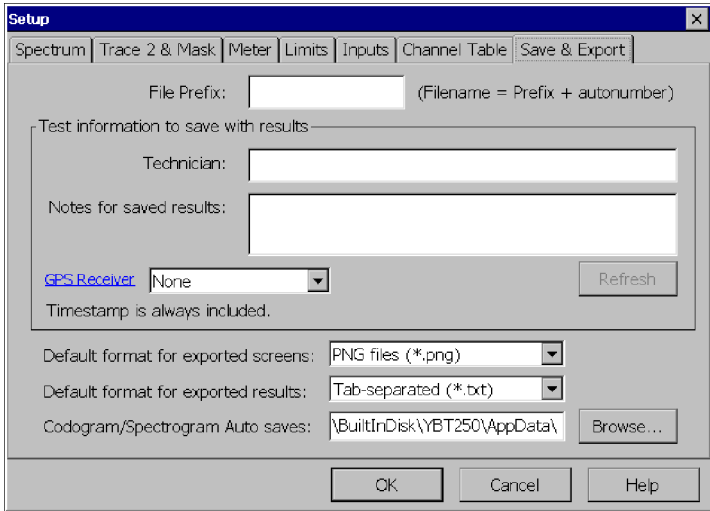 Setup
Spectrum Trace 2 & Mask Meter Limits Inputs Channel Table Save & Export
File Prefix: (Filename = Prefix + autonumber)
Test information to save with results
Technician:
Notes for saved results:
GPS Receiver None Refresh
Timestamp is always included.
Default format for exported screens: PNG files (*.png)
Default format for exported results: Tab-separated (*.txt)
Codogram/Spectrogram Auto saves: \BuiltInDisk\YBT250\AppData\ Browse...
OK Cancel Help